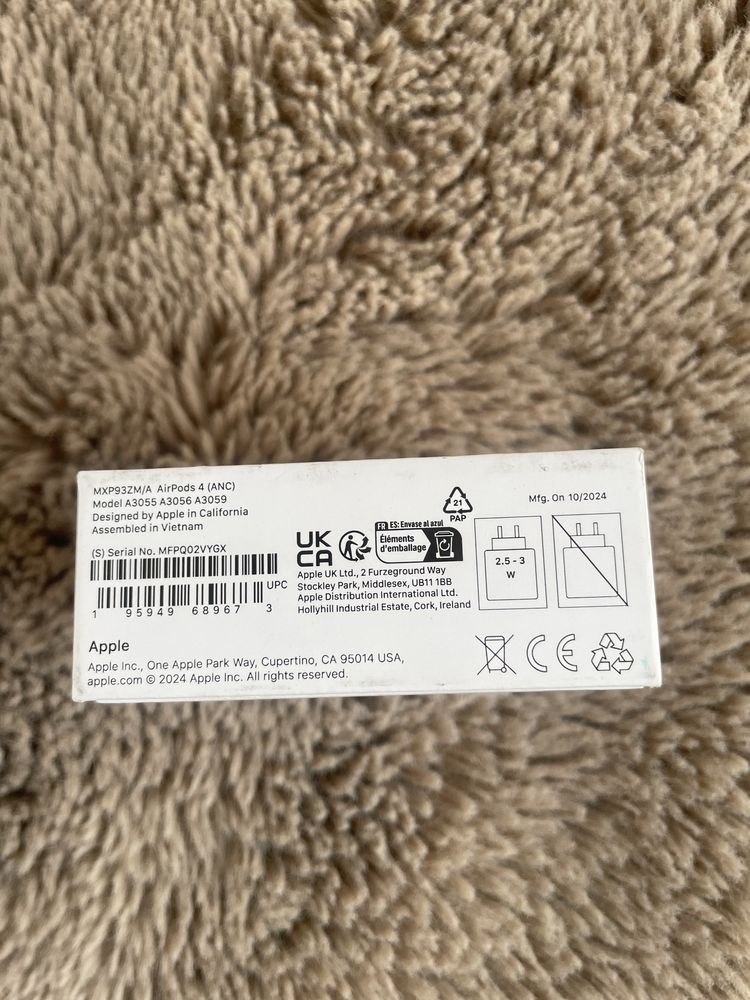 MXP93ZM/A AirPods 4 (ANC)
Model A3055 A3056 A3059
Designed by Apple in California
Assembled in Vietnam
(S) Serial No. MFPQ02VYGX
UPC
1 95949 68967 3
Apple
Apple Inc., One Apple Park Way, Cupertino, CA 95014 USA,
apple.com © 2024 Apple Inc. All rights reserved.
UK
CA
FR ES: Envase al azul
Éléments
d'emballage
Apple UK Ltd., 2 Furzeground Way
Stockley Park, Middlesex, UB11 1BB
Apple Distribution International Ltd.
Hollyhill Industrial Estate, Cork, Ireland
21
PAP
Mfg. On 10/2024
2.5 - 3
W
CE